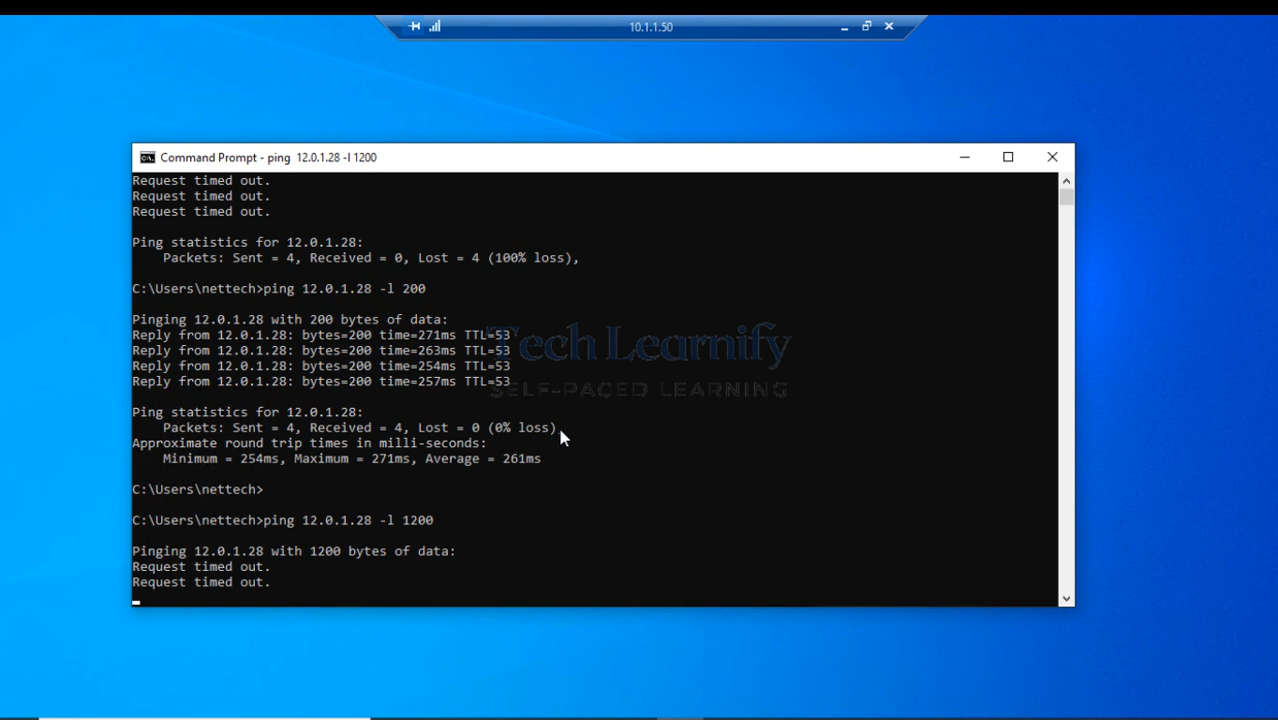 10.1.1.50
Command Prompt - ping  12.0.1.28 -l 1200
Request timed out.
Request timed out.
Request timed out.
Ping statistics for 12.0.1.28:
Packets: Sent = 4, Received = 0, Lost = 4 (100% loss),
C:\Users\nettech>ping 12.0.1.28 -l 200
Pinging 12.0.1.28 with 200 bytes of data:
Reply from 12.0.1.28: bytes=200 time=271ms TTL=53
Reply from 12.0.1.28: bytes=200 time=263ms TTL=53
Reply from 12.0.1.28: bytes=200 time=254ms TTL=53
Reply from 12.0.1.28: bytes=200 time=257ms TTL=53
Tech Learnify
SELF-PACED LEARNING
Ping statistics for 12.0.1.28:
Packets: Sent = 4, Received = 4, Lost = 0 (0% loss),
Approximate round trip times in milli-seconds:
Minimum = 254ms, Maximum = 271ms, Average = 261ms
C:\Users\nettech>
C:\Users\nettech>ping 12.0.1.28 -l 1200
Pinging 12.0.1.28 with 1200 bytes of data:
Request timed out.
Request timed out.